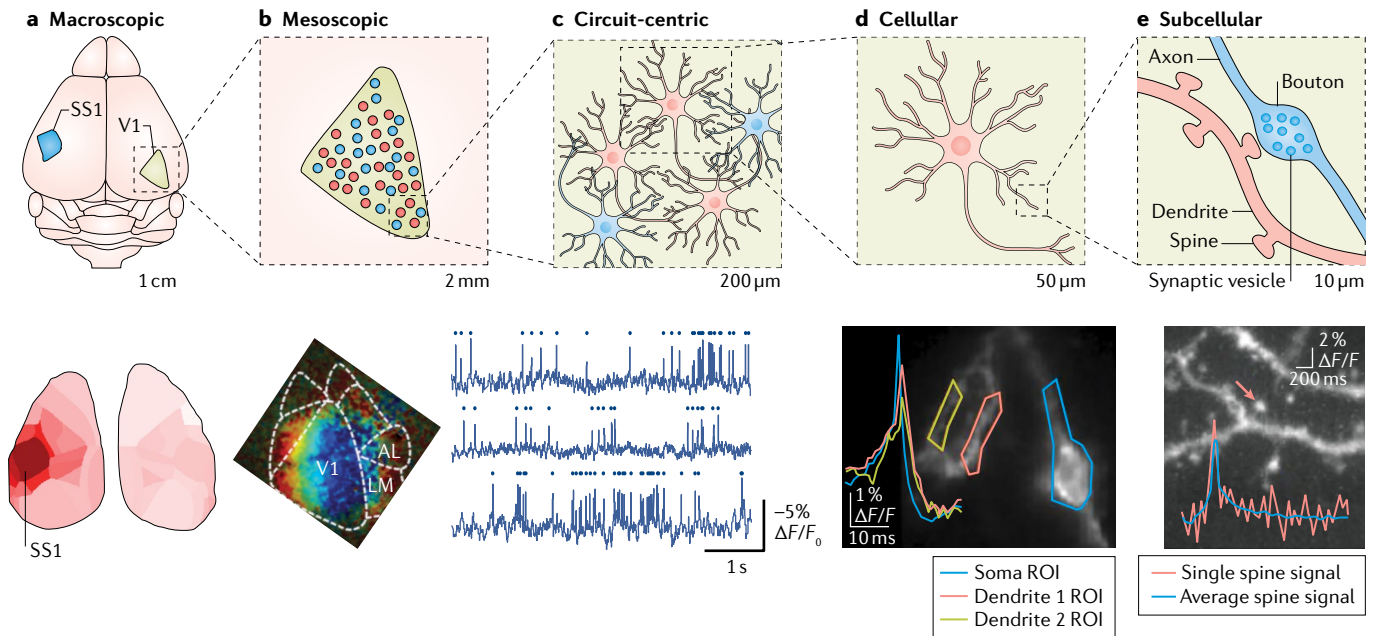 a Macroscopic
b Mesoscopic
c Circuit-centric
d Cellullar
e Subcellular
SS1
V1
1 cm
2 mm
200 µm
50 µm
Axon
Bouton
Dendrite
Spine
Synaptic vesicle
10 µm
SS1
V1
AL
LM
–5%
ΔF/F0
1 s
1 %
ΔF/F
10 ms
Soma ROI
Dendrite 1 ROI
Dendrite 2 ROI
2 %
ΔF/F
200 ms
Single spine signal
Average spine signal